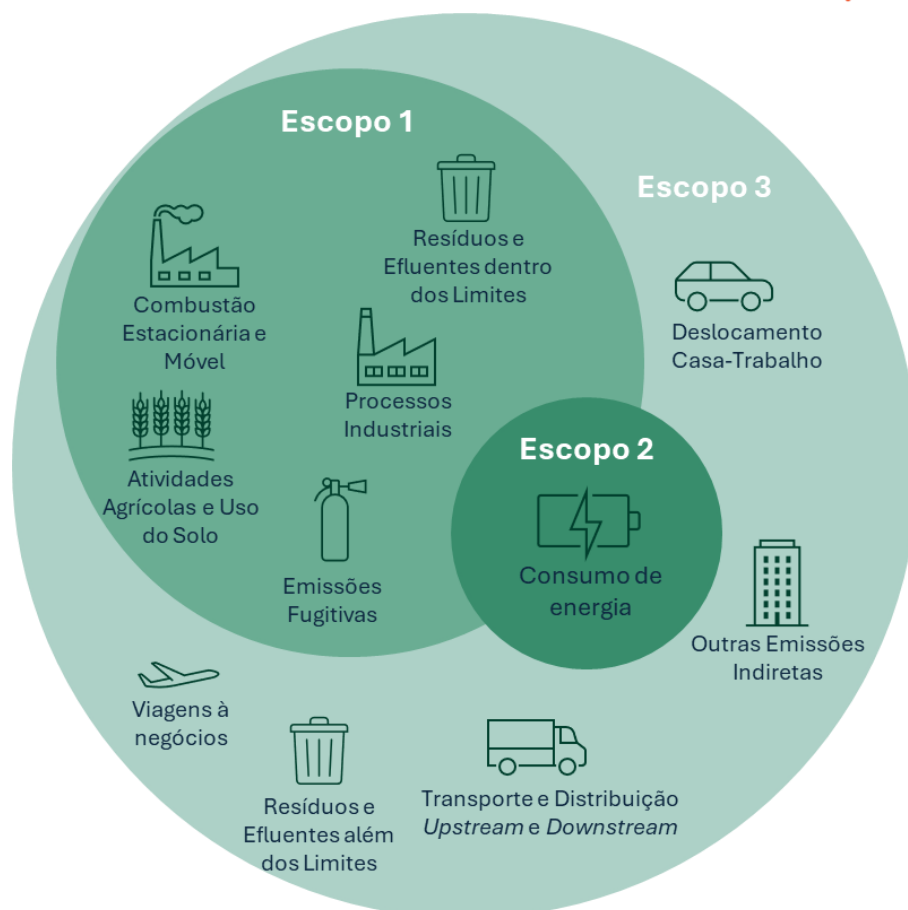 Escopo 1
Resíduos e
Efluentes dentro
dos Limites
Combustão
Estacionária e
Móvel
Processos
Industriais
Atividades
Agrícolas e Uso
do Solo
Emissões
Fugitivas
Escopo 2
Consumo de
energia
Escopo 3
Deslocamento
Casa-Trabalho
Outras Emissões
Indiretas
Viagens à
negócios
Resíduos e
Efluentes além
dos Limites
Transporte e Distribuição
Upstream e Downstream